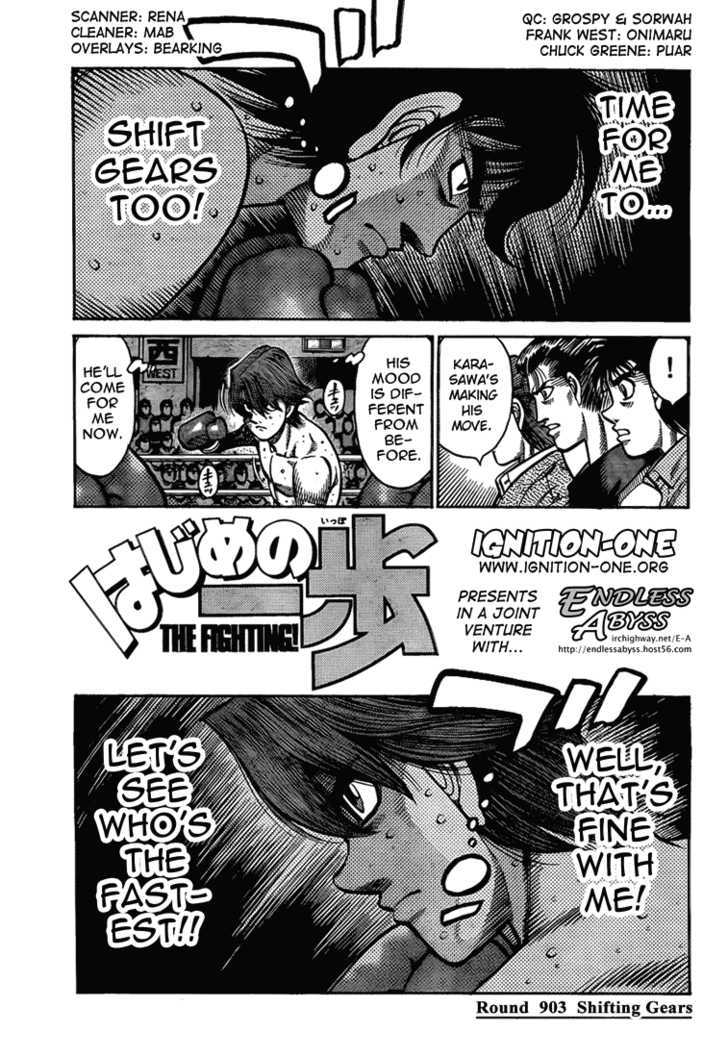 SCANNER: RENA
CLEANER: MAB
OVERLAYS: BEARKING
QC: GROSPY & SORWAH
FRANK WEST: ONIMARU
CHUCK GREENE: PUAR
TIME
FOR
ME
TO...
SHIFT
GEARS
TOO!
!
KARA-
SAWA'S
MAKING
HIS
MOVE.
HIS
MOOD
IS DIF-
FERENT
FROM
BE-
FORE.
HE'LL
COME
FOR
ME
NOW.
西
WEST
はじめの一歩
いっぽ
THE FIGHTING!
IGNITION-ONE
WWW.IGNITION-ONE.ORG
PRESENTS
IN A JOINT
VENTURE
WITH...
ENDLESS
ABYSS
irchighway.net/E-A
http://endlessabyss.host56.com
WELL,
THAT'S
FINE
WITH
ME!
LET'S
SEE
WHO'S
THE
FAST-
EST!!
Round 903 Shifting Gears